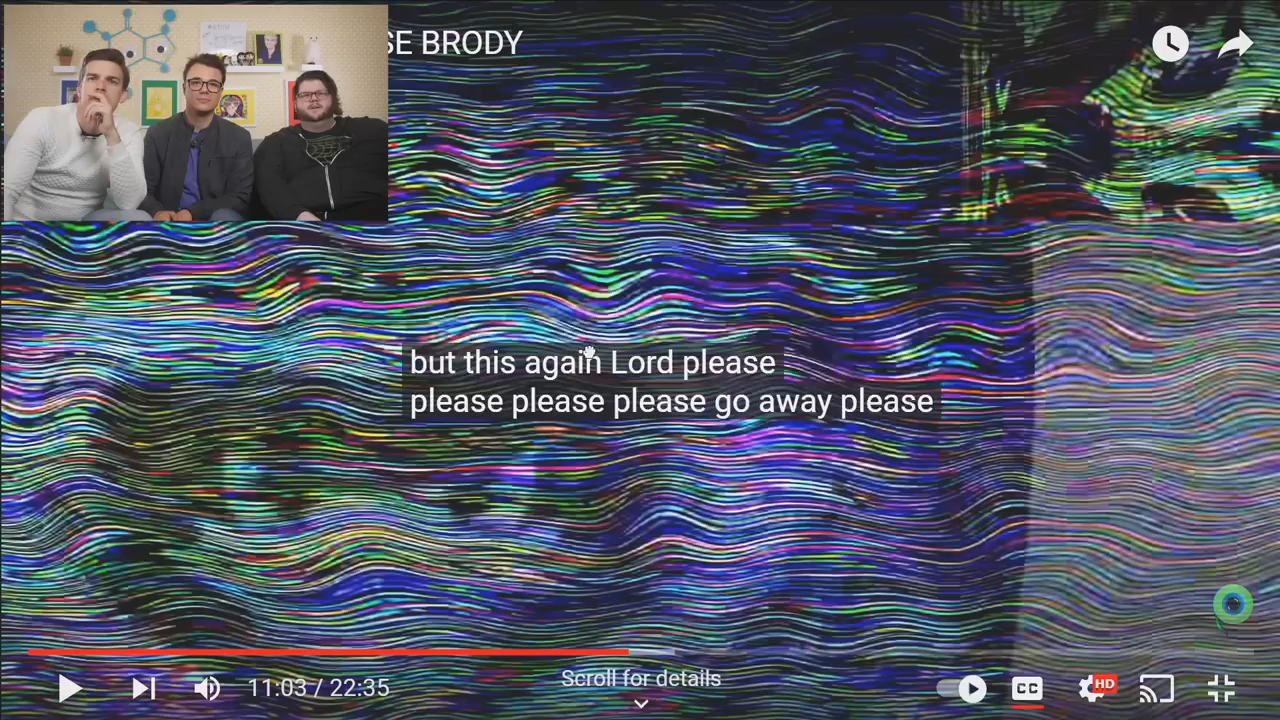 SE BRODY
but this again Lord please
please please please go away please
11:03 / 22:35
Scroll for details
CC
HD